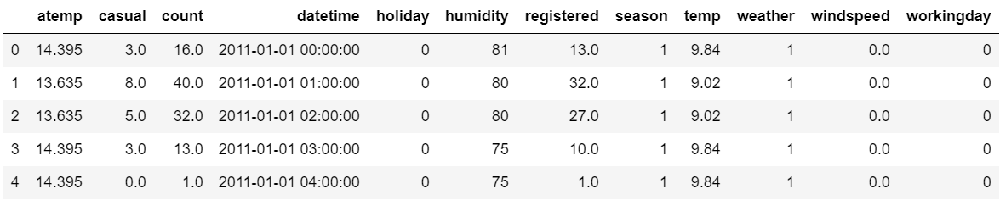 atemp casual count datetime holiday humidity registered season temp weather windspeed workingday
0 14.395 3.0 16.0 2011-01-01 00:00:00 0 81 13.0 1 9.84 1 0.0 0
1 13.635 8.0 40.0 2011-01-01 01:00:00 0 80 32.0 1 9.02 1 0.0 0
2 13.635 5.0 32.0 2011-01-01 02:00:00 0 80 27.0 1 9.02 1 0.0 0
3 14.395 3.0 13.0 2011-01-01 03:00:00 0 75 10.0 1 9.84 1 0.0 0
4 14.395 0.0 1.0 2011-01-01 04:00:00 0 75 1.0 1 9.84 1 0.0 0